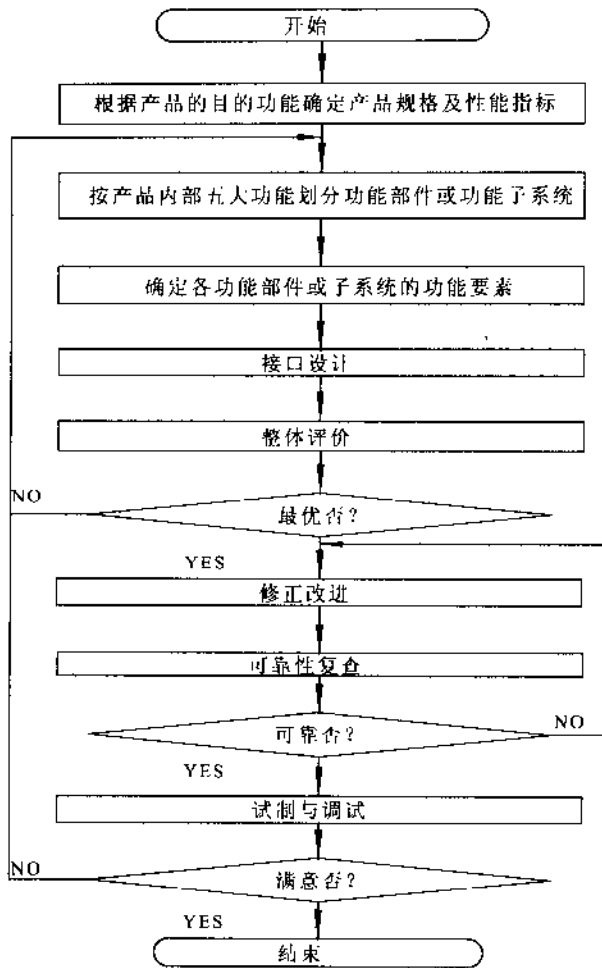 开始
根据产品的目的功能确定产品规格及性能指标
按产品内部五大功能划分功能部件或功能子系统
确定各功能部件或子系统的功能要素
接口设计
整体评价
NO
最优否?
YES
修正改进
可靠性复查
可靠否?
NO
YES
试制与调试
NO
满意否?
YES
结束